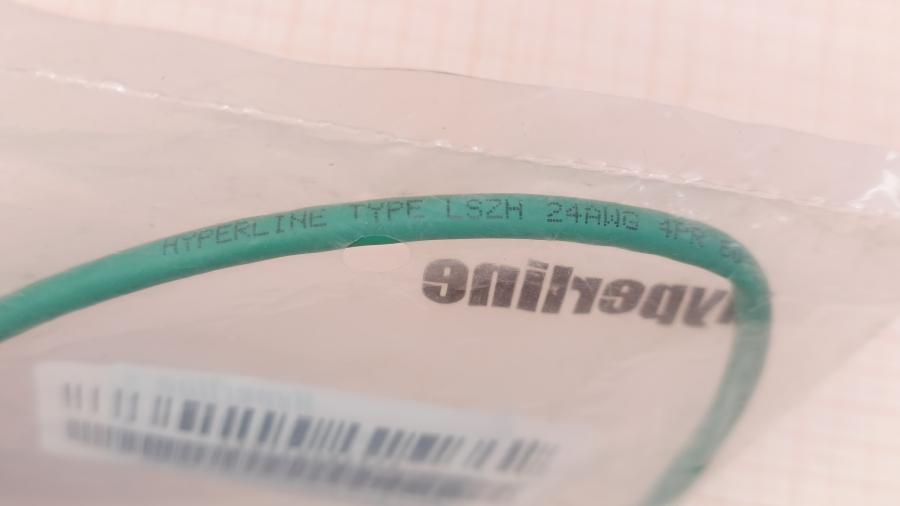 HYPERLINE TYPE LSZH 24AWG 4PR
Hyperline